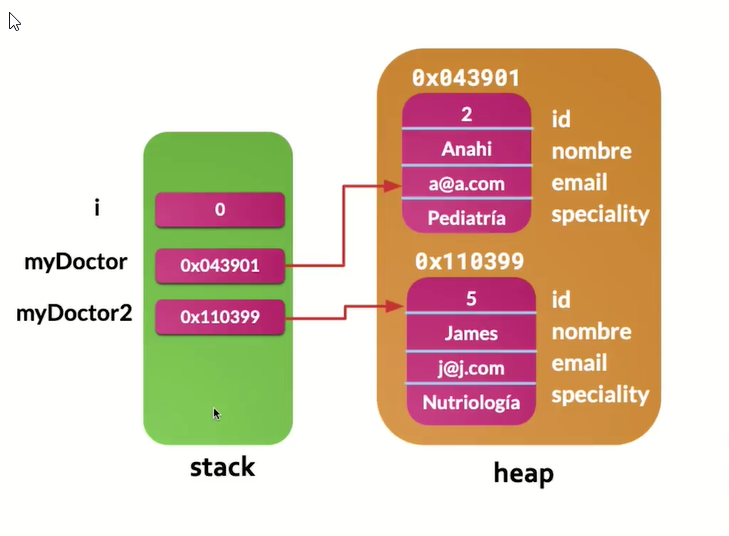 i
0
myDoctor
0x043901
myDoctor2
0x110399
stack
0x043901
2
id
Anahi
nombre
a@a.com
email
Pediatría
speciality
0x110399
5
id
James
nombre
j@j.com
email
Nutriología
speciality
heap